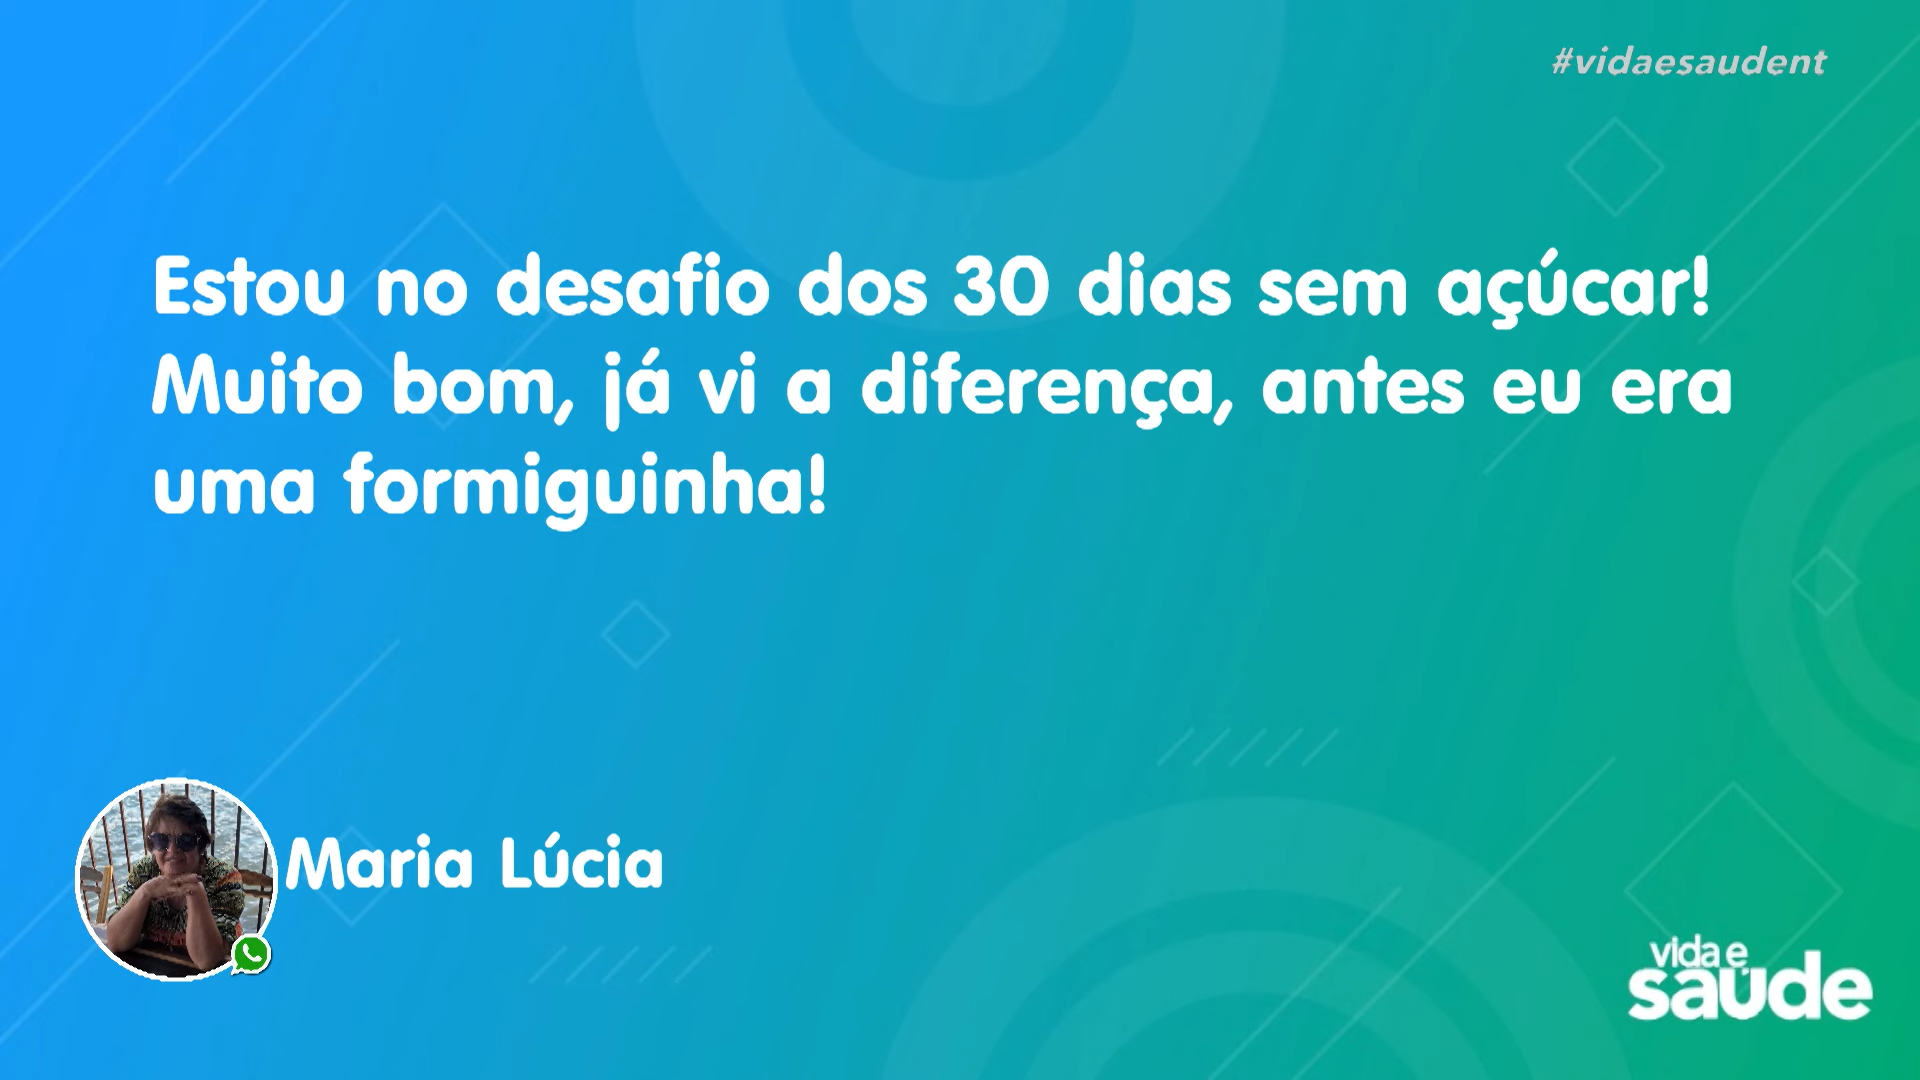 #vidaesaudent
Estou no desafio dos 30 dias sem açúcar!
Muito bom, já vi a diferença, antes eu era
uma formiguinha!
Maria Lúcia
vida e
saúde